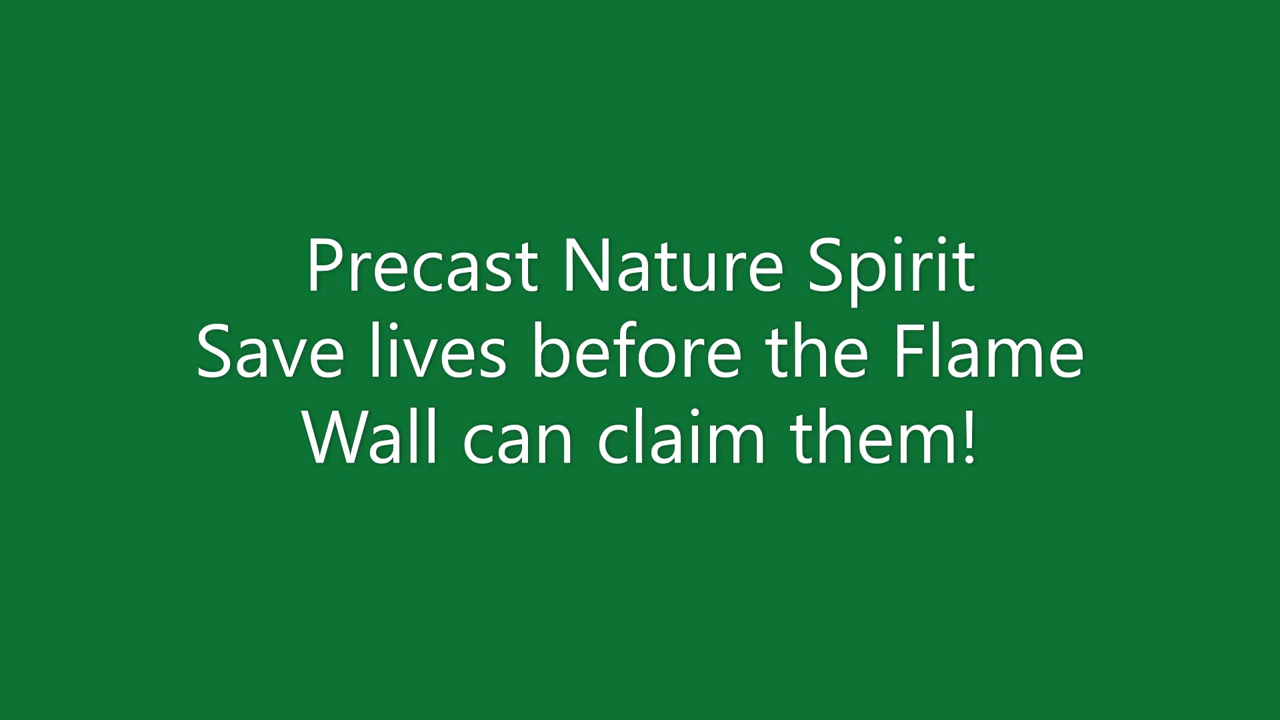 Precast Nature Spirit
Save lives before the Flame
Wall can claim them!